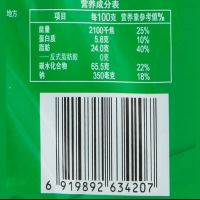 营养成分表
地方
项目 每100克 营养素参考值%
能量 2100千焦 25%
蛋白质 5.8克 10%
脂肪 24.0克 40%
—反式脂肪酸 0克
碳水化合物 65.5克 22%
钠 350毫克 18%
6 919892 634207